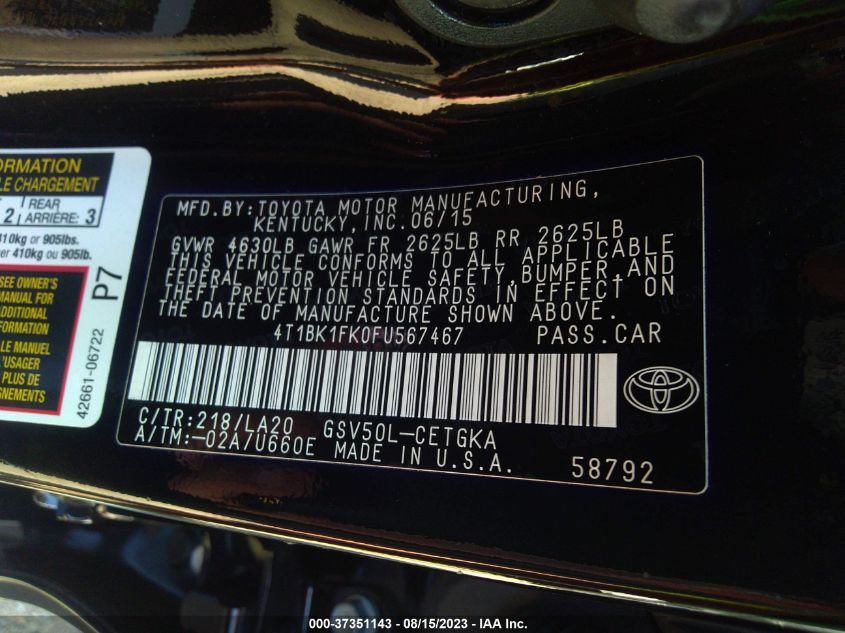 ORMATION
LE CHARGEMENT
2 REAR ARRIÈRE: 3
410kg or 905lbs.
er 410kg ou 905lb.
SEE OWNER'S
MANUAL FOR
ADDITIONAL
LE MANUEL
L'USAGER
PLUS DE
GNEMENTS
P7
42661-06722
MFD.BY:TOYOTA MOTOR MANUFACTURING,
KENTUCKY,INC.06/15
GVWR 4630LB GAWR FR 2625LB RR 2625LB
THIS VEHICLE CONFORMS TO ALL APPLICABLE
FEDERAL MOTOR VEHICLE SAFETY,BUMPER,AND
THEFT PREVENTION STANDARDS IN EFFECT ON
THE DATE OF MANUFACTURE SHOWN ABOVE.
4T1BK1FK0FU567467 PASS.CAR
C/TR:218/LA20 GSV50L-CETGKA
A/TM:-02A/U660E MADE IN U.S.A. 58792
000-37351143 - 08/15/2023 - IAA Inc.